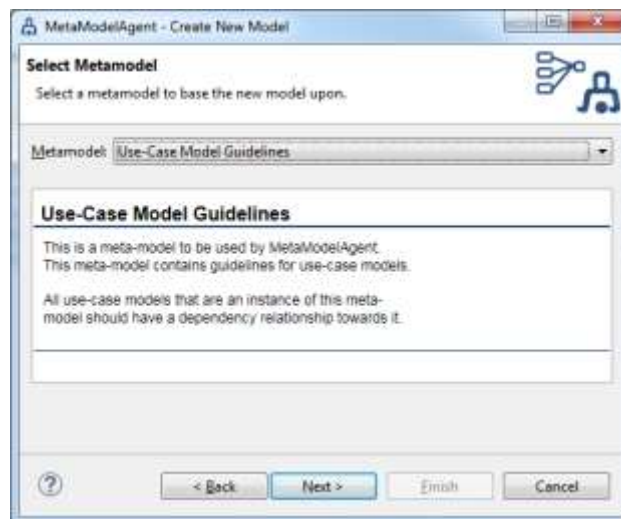 MetaModelAgent - Create New Model
Select Metamodel
Select a metamodel to base the new model upon.
Metamodel: Use-Case Model Guidelines
Use-Case Model Guidelines
This is a meta-model to be used by MetaModelAgent.
This meta-model contains guidelines for use-case models.
All use-case models that are an instance of this meta-
model should have a dependency relationship towards it.
?
< Back Next > Finish Cancel